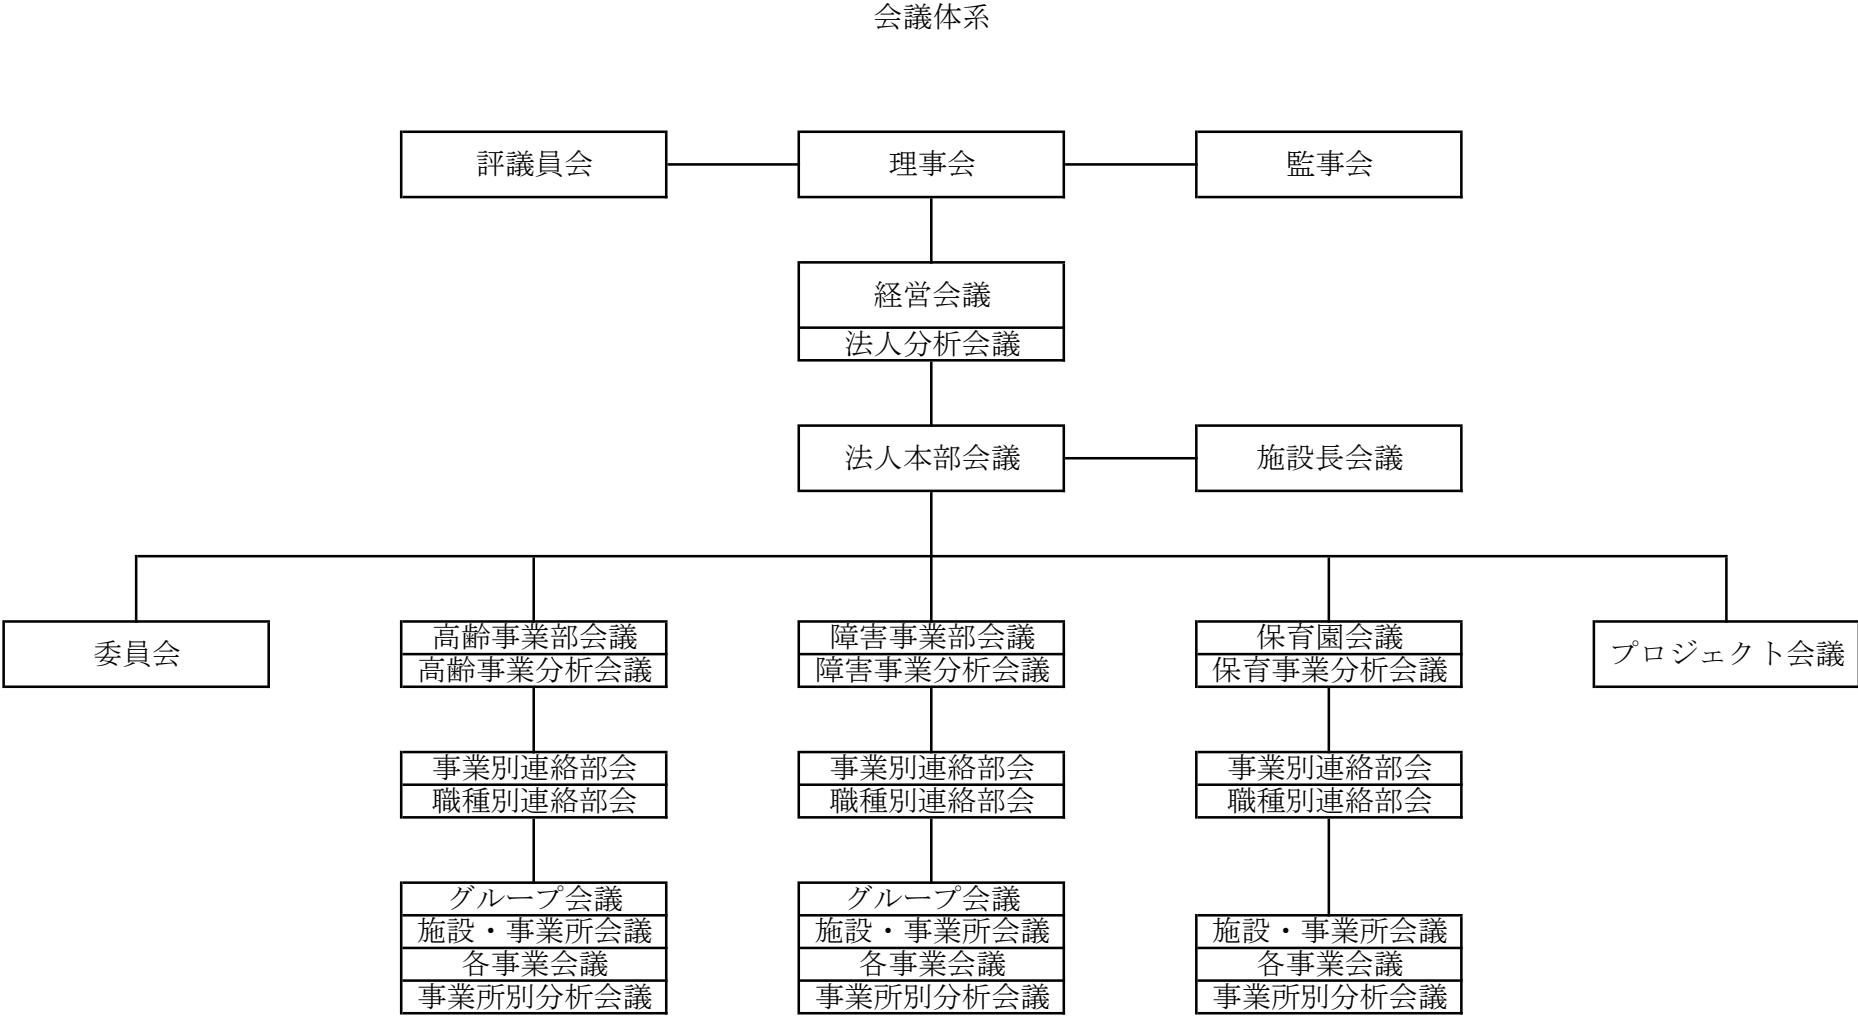 会議体系
評議員会
理事会
監事会
経営会議
法人分析会議
法人本部会議
施設長会議
委員会
高齢事業部会議
高齢事業分析会議
障害事業部会議
障害事業分析会議
保育園会議
保育事業分析会議
プロジェクト会議
事業別連絡部会
職種別連絡部会
事業別連絡部会
職種別連絡部会
事業別連絡部会
職種別連絡部会
グループ会議
施設・事業所会議
各事業会議
事業所別分析会議
グループ会議
施設・事業所会議
各事業会議
事業所別分析会議
施設・事業所会議
各事業会議
事業所別分析会議